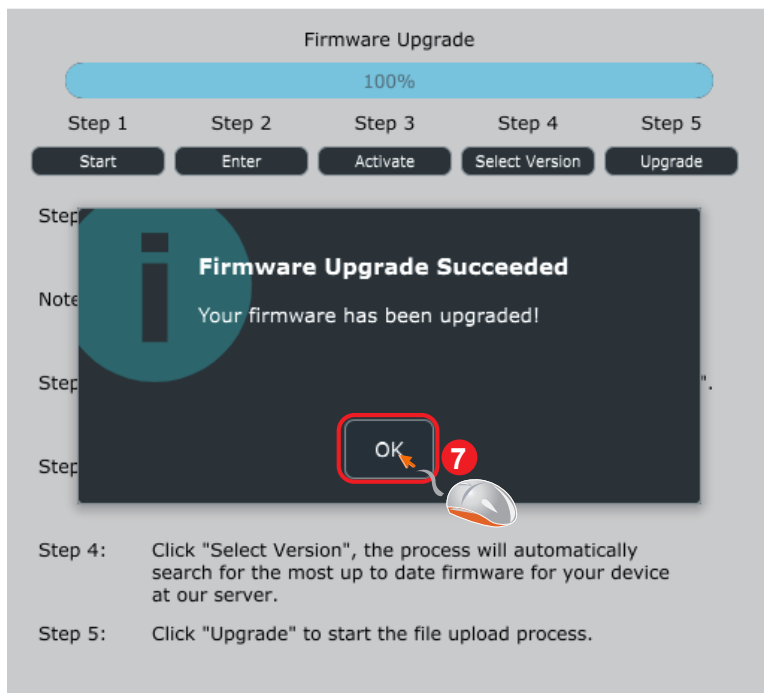 Firmware Upgrade
100%
Step 1 Step 2 Step 3 Step 4 Step 5
Start Enter Activate Select Version Upgrade
Step
Firmware Upgrade Succeeded
Note
Your firmware has been upgraded!
Step ".
OK
7
Step
Step 4: Click "Select Version", the process will automatically
search for the most up to date firmware for your device
at our server.
Step 5: Click "Upgrade" to start the file upload process.